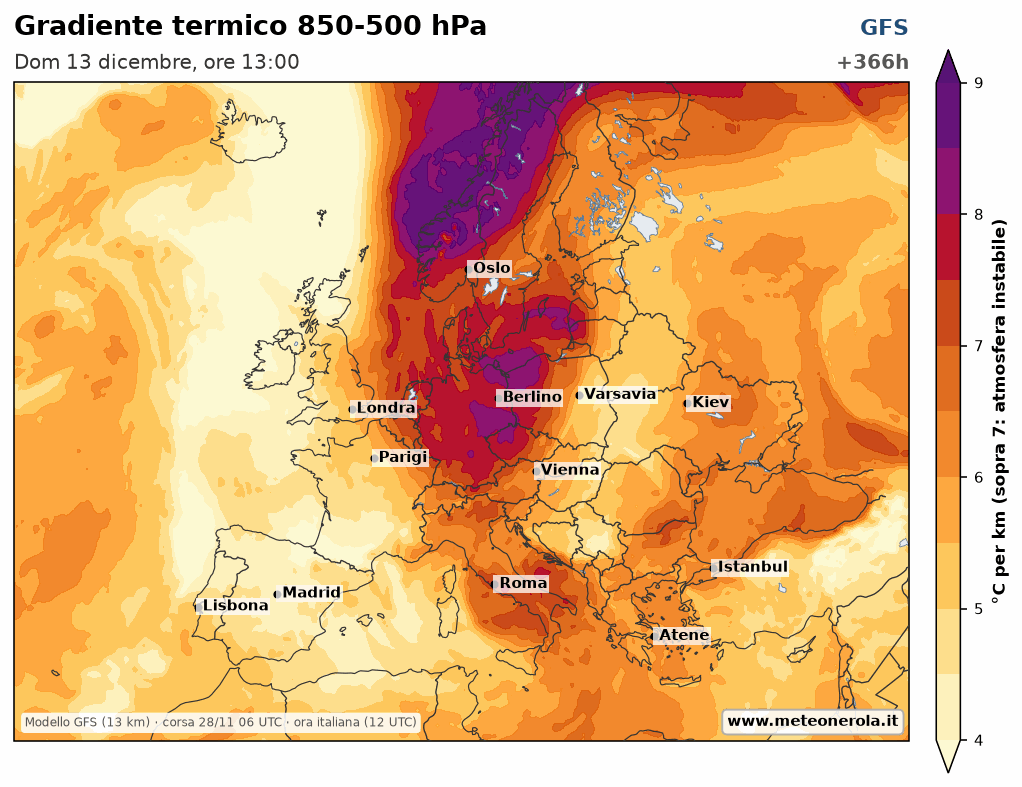 Gradiente termico 850-500 hPa
GFS
Dom 13 dicembre, ore 13:00
+366h
9
8
7
6
5
4
°C per km (sopra 7: atmosfera instabile)
Oslo
Londra
Berlino
Varsavia
Kiev
Parigi
Vienna
Istanbul
Roma
Madrid
Lisbona
Atene
Modello GFS (13 km) · corsa 28/11 06 UTC · ora italiana (12 UTC)
www.meteonerola.it